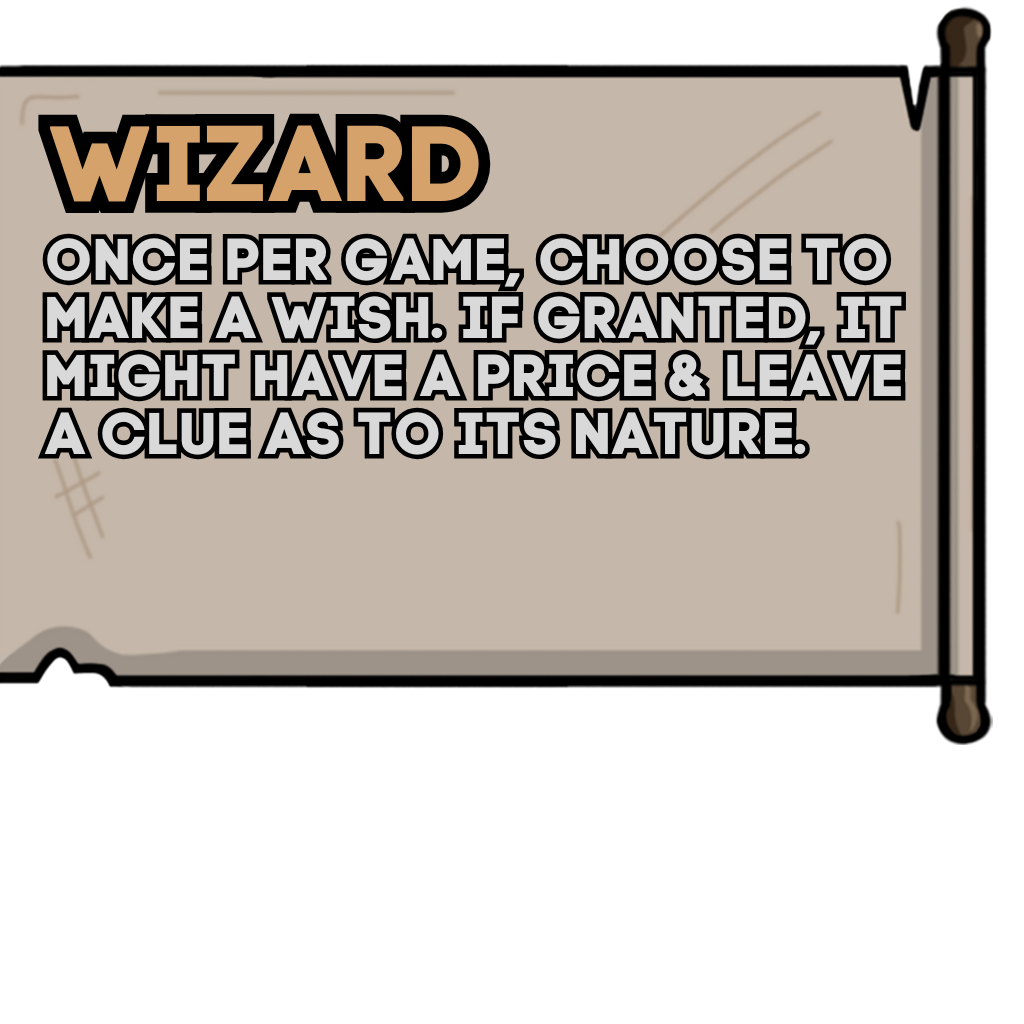 WIZARD
ONCE PER GAME, CHOOSE TO
MAKE A WISH. IF GRANTED, IT
MIGHT HAVE A PRICE & LEAVE
A CLUE AS TO ITS NATURE.